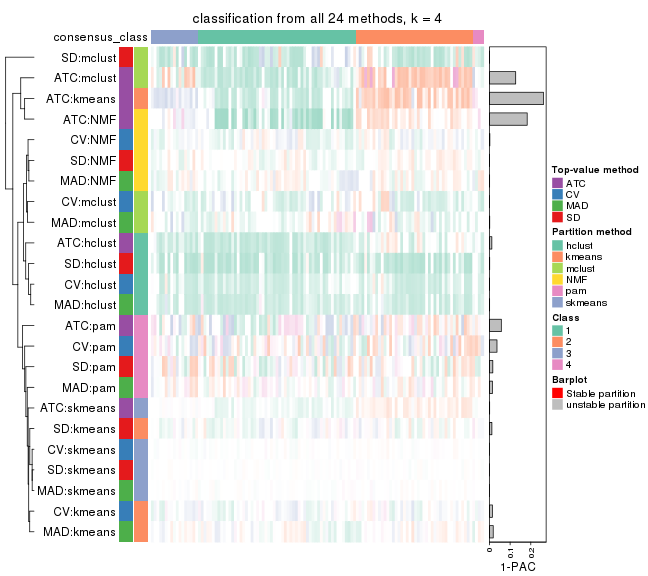 classification from all 24 methods, k = 4
consensus_class
SD:mclust
ATC:mclust
ATC:kmeans
ATC:NMF
CV:NMF
SD:NMF
MAD:NMF
CV:mclust
MAD:mclust
ATC:hclust
SD:hclust
CV:hclust
MAD:hclust
ATC:pam
CV:pam
SD:pam
MAD:pam
ATC:skmeans
SD:kmeans
CV:skmeans
SD:skmeans
MAD:skmeans
CV:kmeans
MAD:kmeans
0
0.1
0.2
1-PAC
Top-value method
ATC
CV
MAD
SD
Partition method
hclust
kmeans
mclust
NMF
pam
skmeans
Class
1
2
3
4
Barplot
Stable partition
unstable partition